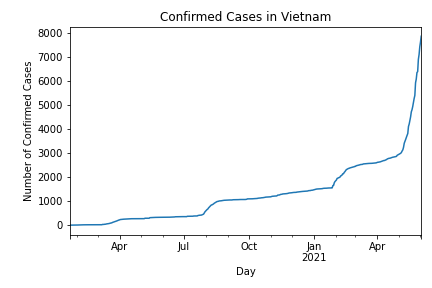 Confirmed Cases in Vietnam
8000
7000
6000
5000
4000
3000
2000
1000
0
Number of Confirmed Cases
Apr
Jul
Oct
Jan
2021
Apr
Day